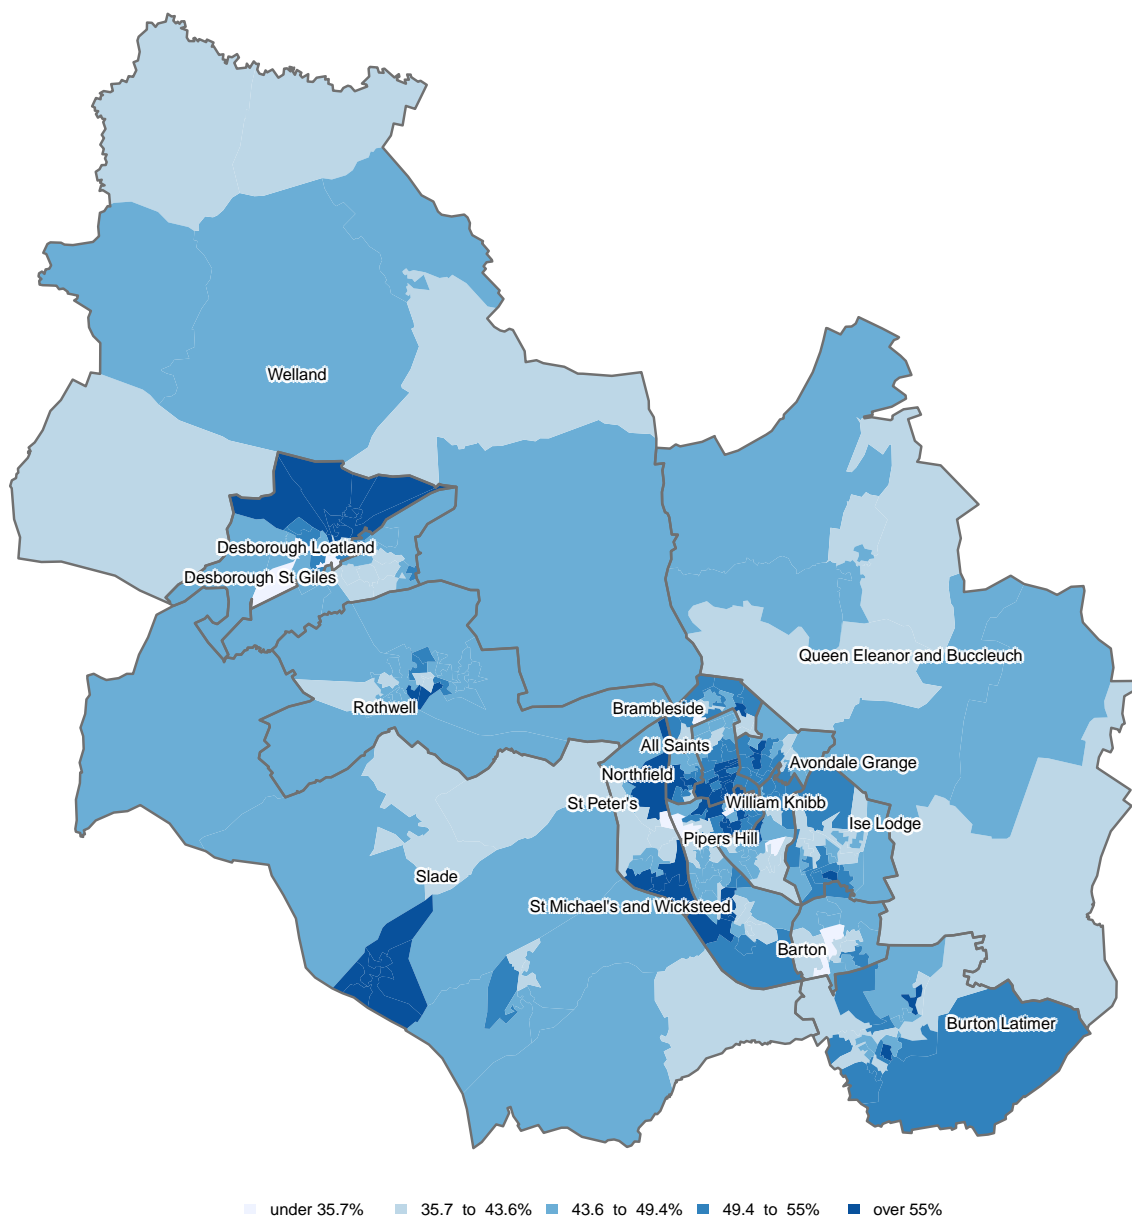 Welland
Desborough Loatland
Desborough St Giles
Queen Eleanor and Buccleuch
Rothwell
Brambleside
All Saints
Avondale Grange
Northfield
St Peter's
William Knibb
Ise Lodge
Pipers Hill
Slade
St Michael's and Wicksteed
Barton
Burton Latimer
under 35.7% 35.7 to 43.6% 43.6 to 49.4% 49.4 to 55% over 55%